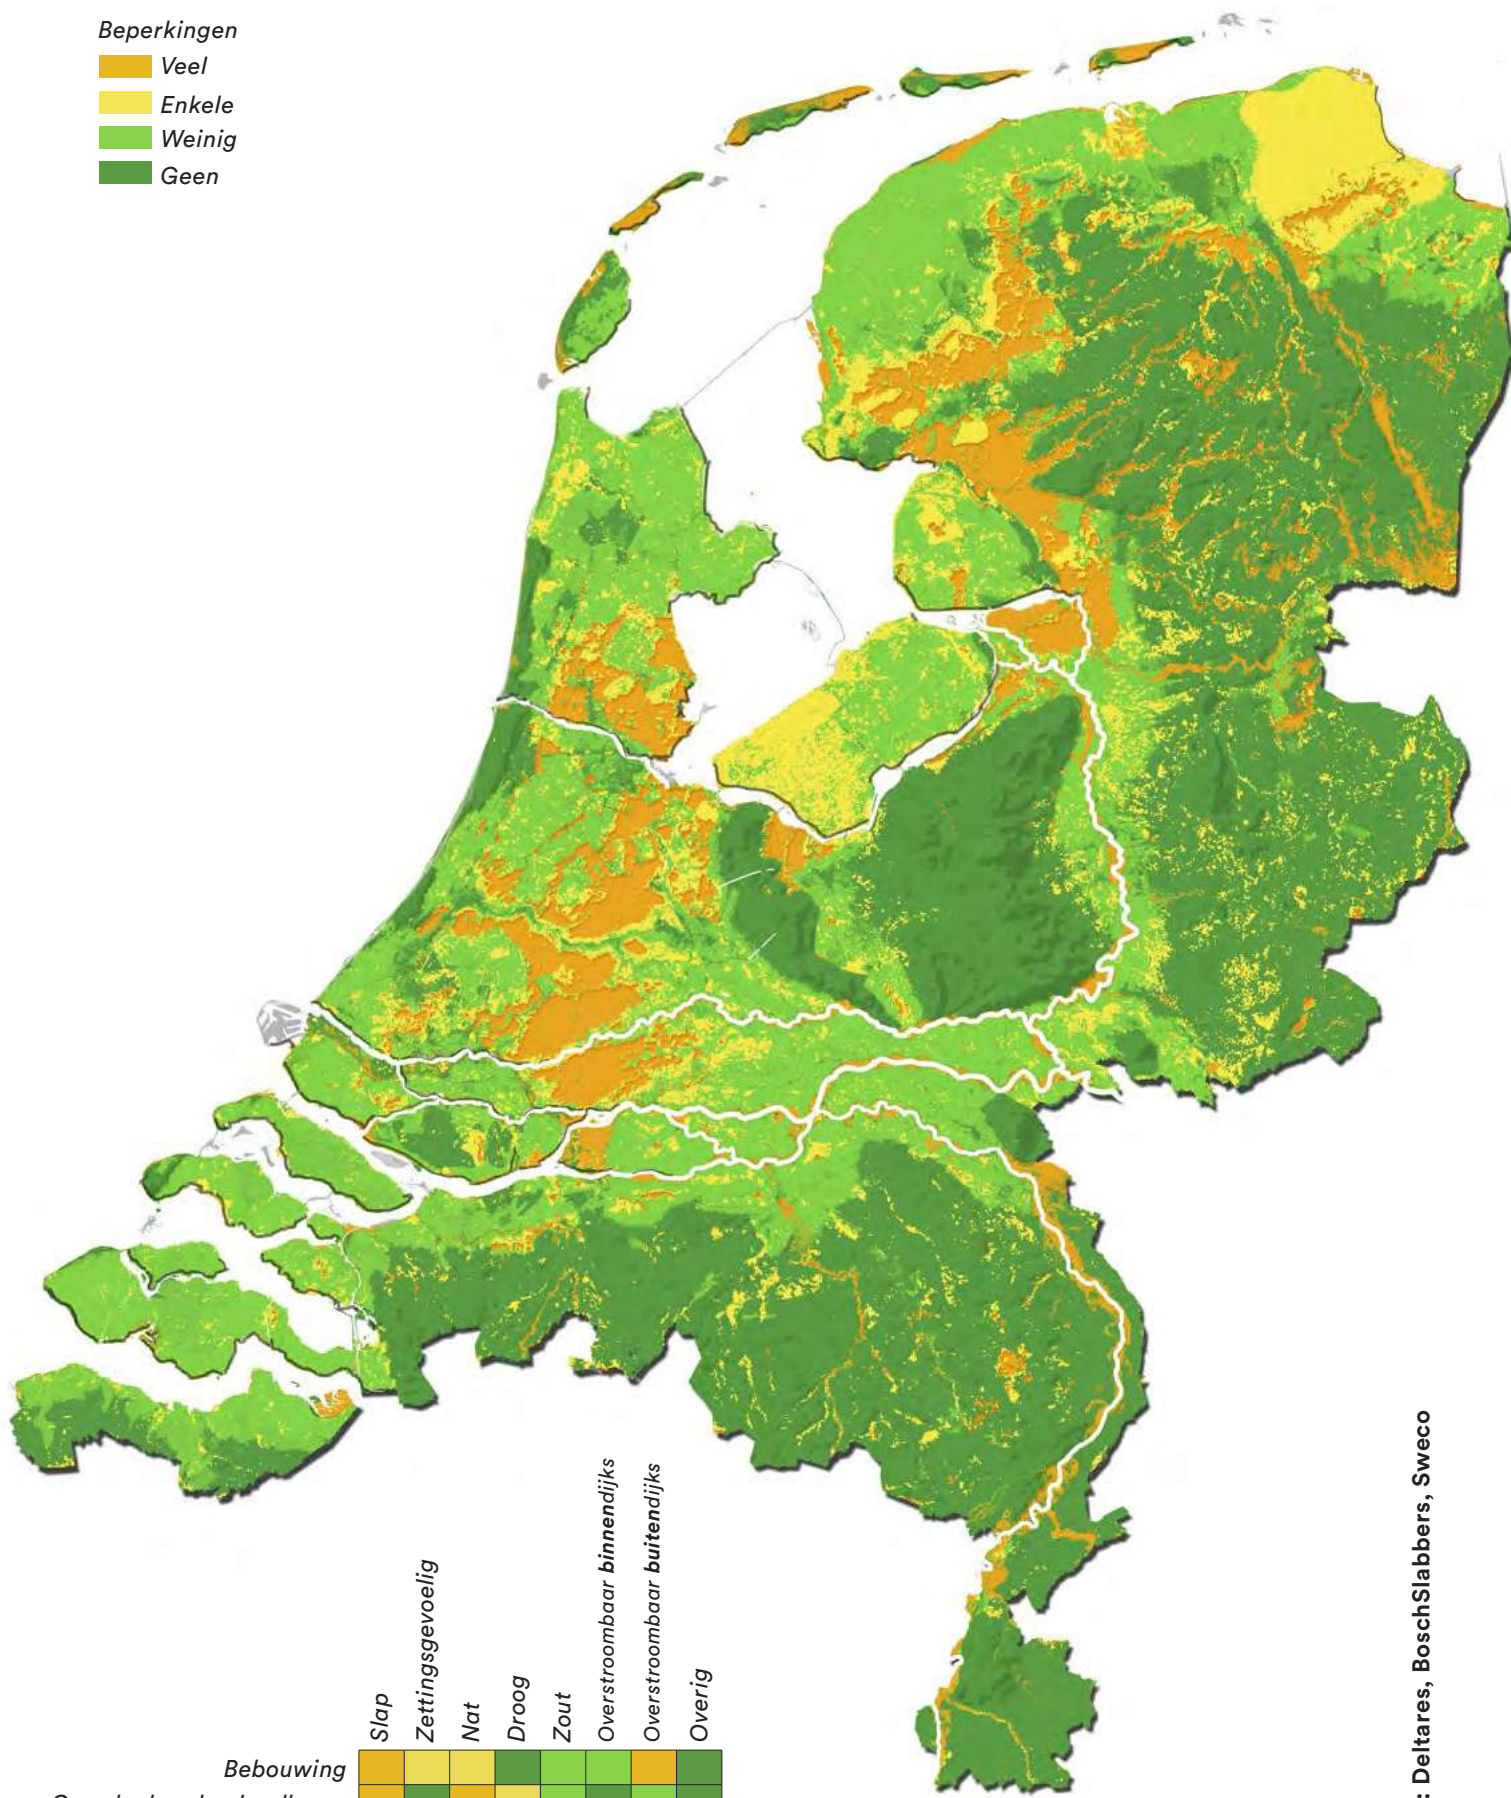 Beperkingen
Veel
Enkele
Weinig
Geen
Slap
Zettingsgevoelig
Nat
Droog
Zout
Overstroombaar binnendijks
Overstroombaar buitendijks
Overig
Bebouwing
: Deltares, BoschSlabbers, Sweco